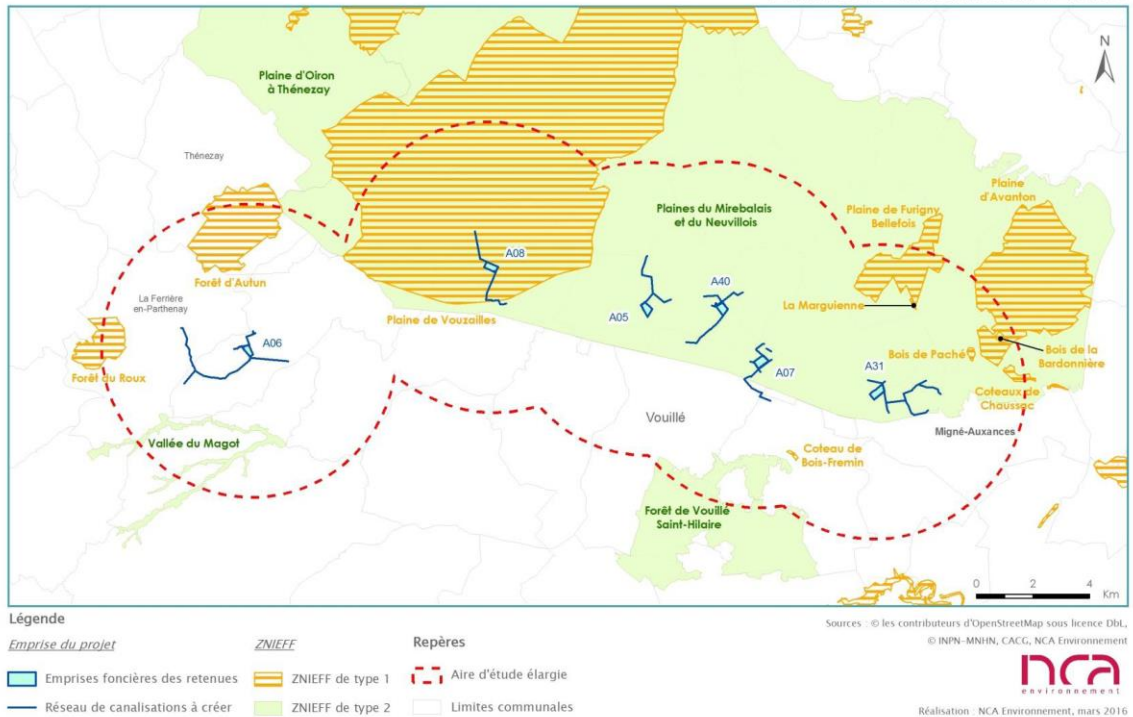 N
Plaine d'Oiron
à Thénezay
Thénezay
Plaine
d'Avanton
Plaines du Mirebalais
et du Neuvillois
Plaine de Furigny
Bellefois
A08
Forêt d'Autun
A40
La Ferrière
en-Parthenay
La Marguienne
A05
Plaine de Vouzailles
A06
Bois de Paché
Bois de la
Bardonnière
Forêt du Roux
A07
A31
Coteaux de
Chaussac
Vouillé
Migné-Auxances
Vallée du Magot
Coteau de
Bois-Fremin
Forêt de Vouillé
Saint-Hilaire
0 2 4
Km
Légende
Emprise du projet
ZNIEFF
Repères
Emprises foncières des retenues
ZNIEFF de type 1
Aire d'étude élargie
Réseau de canalisations à créer
ZNIEFF de type 2
Limites communales
Sources : © les contributeurs d'OpenStreetMap sous licence DbL,
© INPN-MNHN, CACG, NCA Environnement
nca
environnement
Réalisation : NCA Environnement, mars 2016